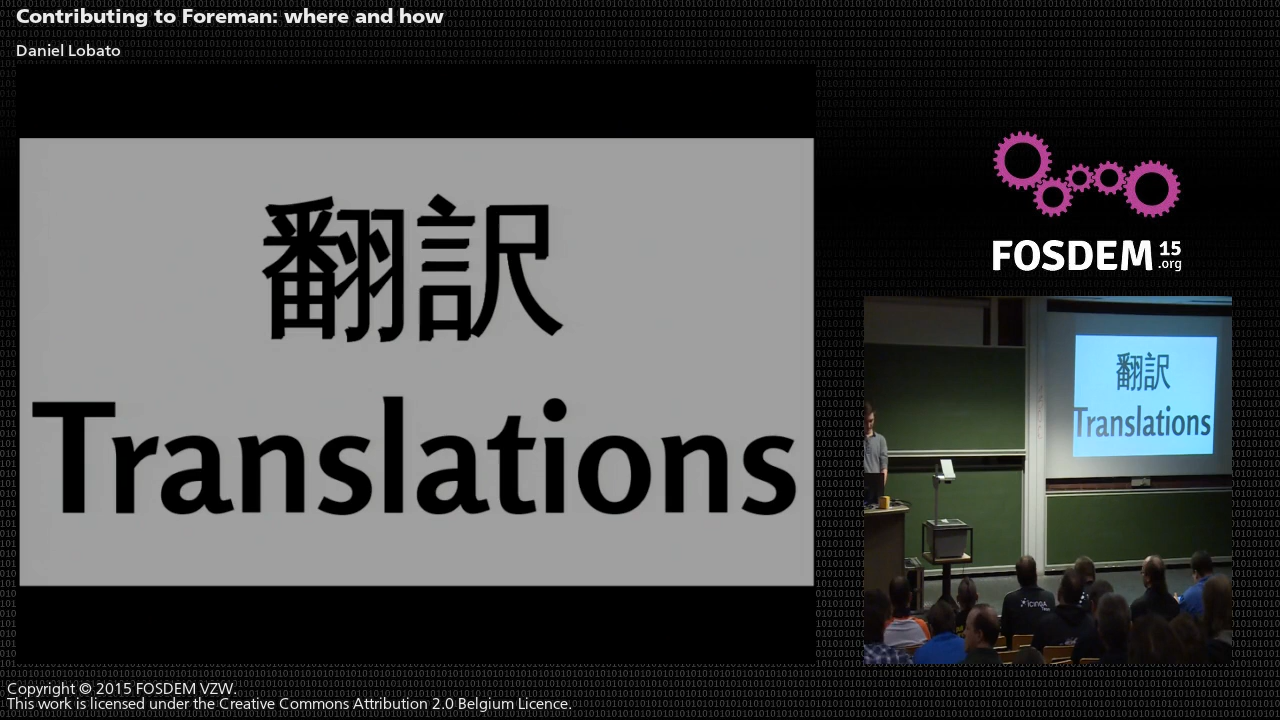 Contributing to Foreman: where and how
Daniel Lobato
翻訳
Translations
FOSDEM 15
.org
翻訳
Translations
icinga
Copyright © 2015 FOSDEM VZW.
This work is licensed under the Creative Commons Attribution 2.0 Belgium Licence.